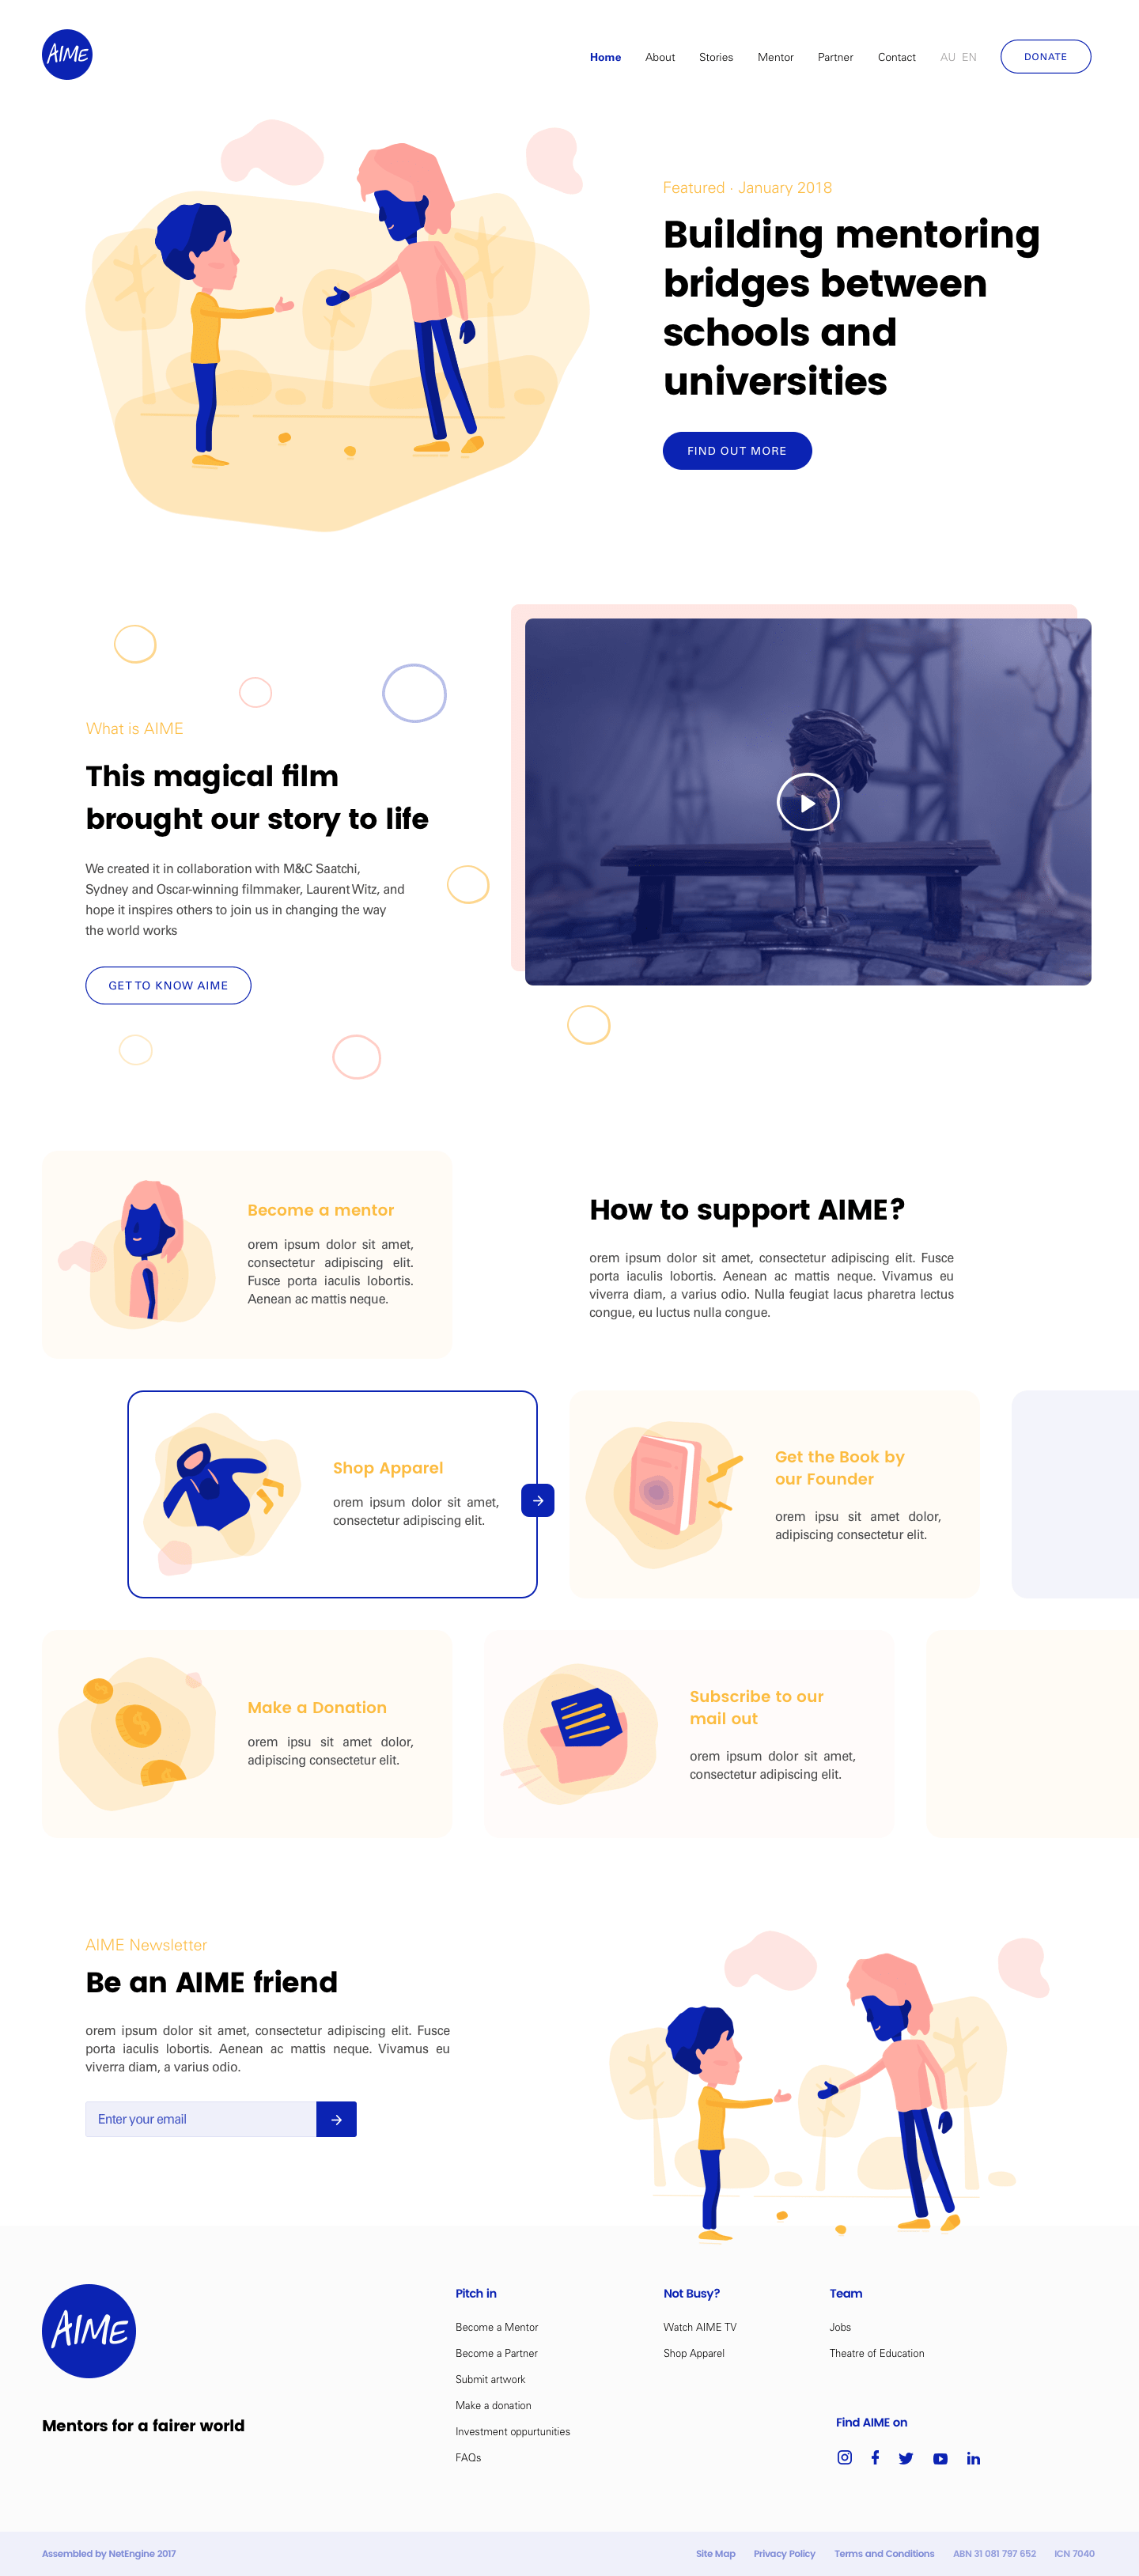 AIME
Home About Stories Mentor Partner Contact AU EN DONATE
Featured · January 2018
Building mentoring
bridges between
schools and
universities
FIND OUT MORE
What is AIME
This magical film
brought our story to life
We created it in collaboration with M&C Saatchi,
Sydney and Oscar-winning filmmaker, Laurent Witz, and
hope it inspires others to join us in changing the way
the world works
GET TO KNOW AIME
Become a mentor
orem ipsum dolor sit amet,
consectetur adipiscing elit.
Fusce porta iaculis lobortis.
Aenean ac mattis neque.
How to support AIME?
orem ipsum dolor sit amet, consectetur adipiscing elit. Fusce
porta iaculis lobortis. Aenean ac mattis neque. Vivamus eu
viverra diam, a varius odio. Nulla feugiat lacus pharetra lectus
congue, eu luctus nulla congue.
Shop Apparel
orem ipsum dolor sit amet,
consectetur adipiscing elit.
Get the Book by
our Founder
orem ipsu sit amet dolor,
adipiscing consectetur elit.
Make a Donation
orem ipsu sit amet dolor,
adipiscing consectetur elit.
Subscribe to our
mail out
orem ipsum dolor sit amet,
consectetur adipiscing elit.
AIME Newsletter
Be an AIME friend
orem ipsum dolor sit amet, consectetur adipiscing elit. Fusce
porta iaculis lobortis. Aenean ac mattis neque. Vivamus eu
viverra diam, a varius odio.
Enter your email
AIME
Mentors for a fairer world
Pitch in
Become a Mentor
Become a Partner
Submit artwork
Make a donation
Investment oppurtunities
FAQs
Not Busy?
Watch AIME TV
Shop Apparel
Team
Jobs
Theatre of Education
Find AIME on
Assembled by NetEngine 2017
Site Map Privacy Policy Terms and Conditions ABN 31 081 797 652 ICN 7040